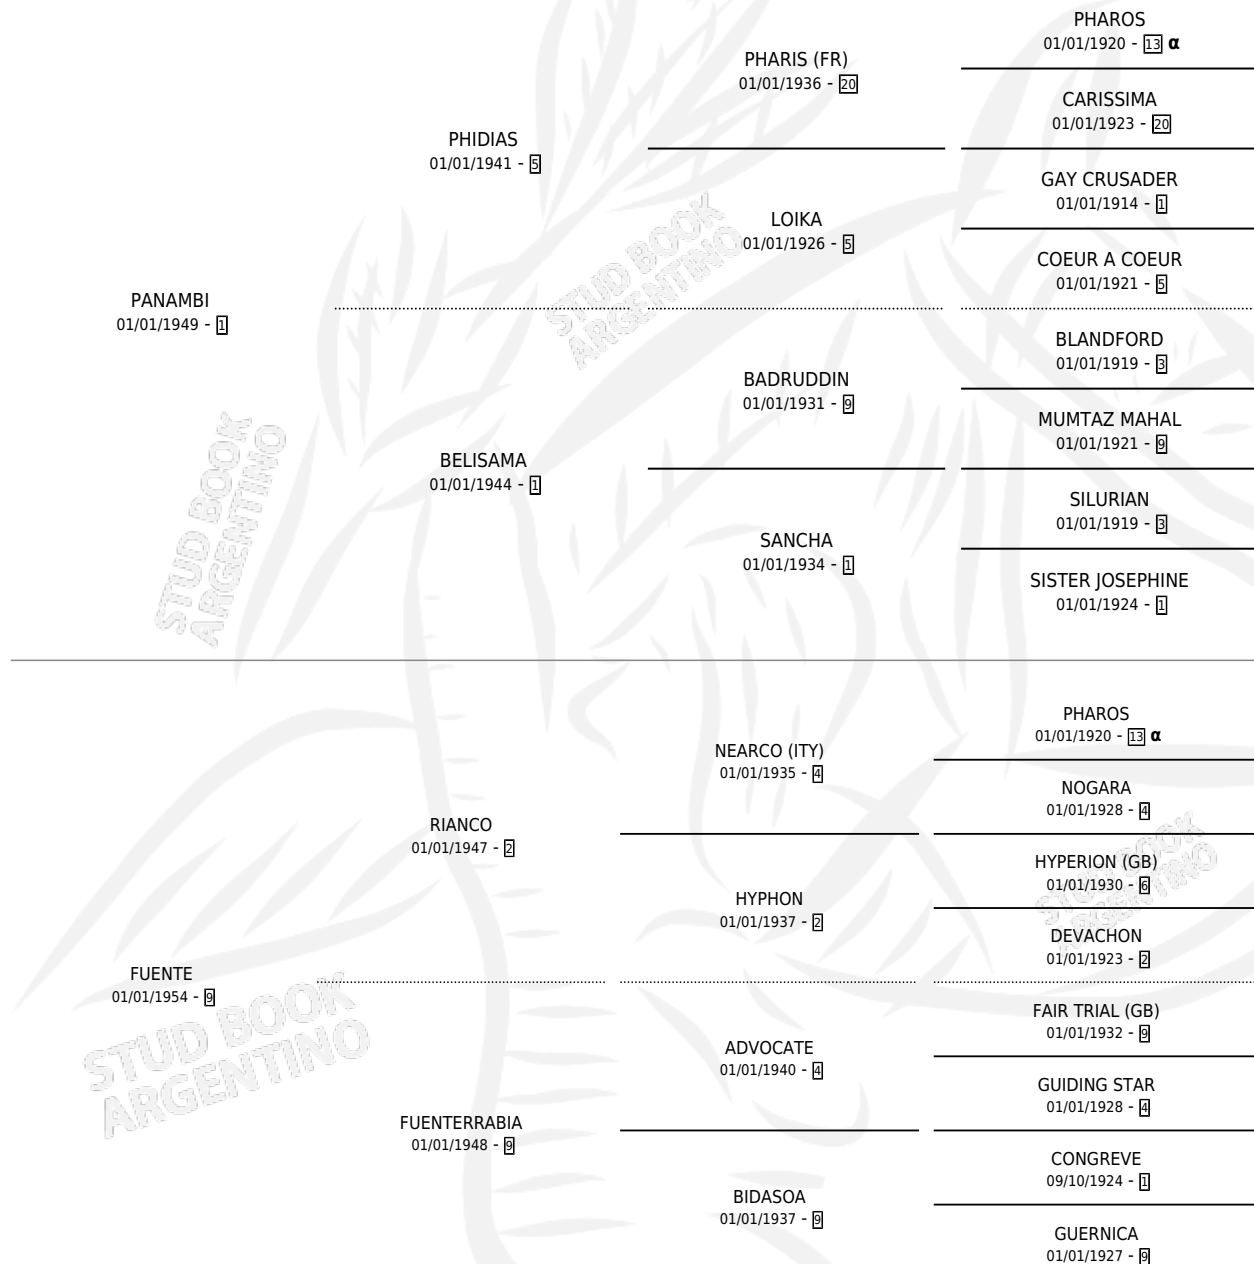 PHAROS
01/01/1920 - 13 α
PHARIS (FR)
01/01/1936 - 20
CARISSIMA
01/01/1923 - 20
PHIDIAS
01/01/1941 - 5
GAY CRUSADER
01/01/1914 - 1
LOIKA
01/01/1926 - 5
COEUR A COEUR
01/01/1921 - 5
PANAMBI
01/01/1949 - 1
BLANDFORD
01/01/1919 - 3
BADRUDDIN
01/01/1931 - 9
MUMTAZ MAHAL
01/01/1921 - 9
BELISAMA
01/01/1944 - 1
SILURIAN
01/01/1919 - 3
SANCHA
01/01/1934 - 1
SISTER JOSEPHINE
01/01/1924 - 1
PHAROS
01/01/1920 - 13 α
NEARCO (ITY)
01/01/1935 - 4
NOGARA
01/01/1928 - 4
RIANCO
01/01/1947 - 2
HYPERION (GB)
01/01/1930 - 6
HYPHON
01/01/1937 - 2
DEVACHON
01/01/1923 - 2
FUENTE
01/01/1954 - 9
FAIR TRIAL (GB)
01/01/1932 - 9
ADVOCATE
01/01/1940 - 4
GUIDING STAR
01/01/1928 - 4
FUENTERRABIA
01/01/1948 - 9
CONGREVE
09/10/1924 - 1
BIDASOA
01/01/1937 - 9
GUERNICA
01/01/1927 - 9
STUD BOOK
ARGENTINO
STUD BOOK
ARGENTINO
STUD BOOK
ARGENTINO
STUD BOOK
ARGENTINO